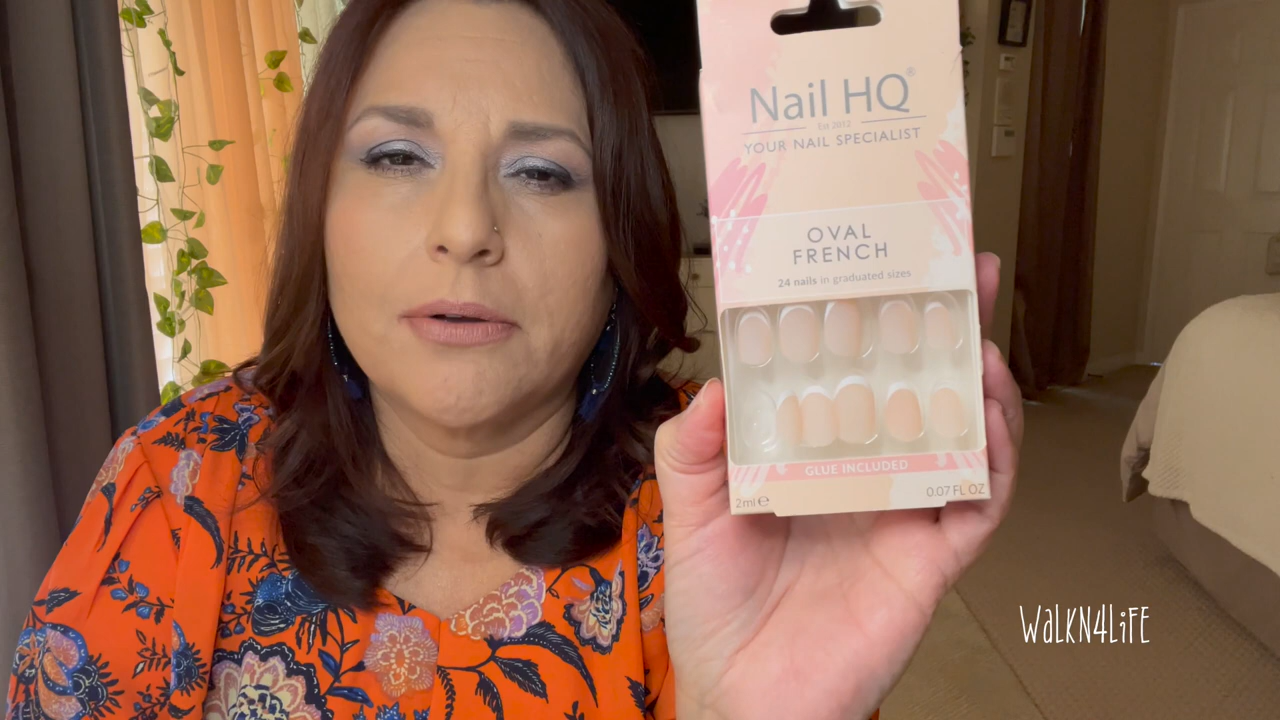 Nail HQ®
Est 2012
YOUR NAIL SPECIALIST
OVAL
FRENCH
24 nails in graduated sizes
GLUE INCLUDED
2ml ℮
0.07 FL OZ
WALKN4LiFE